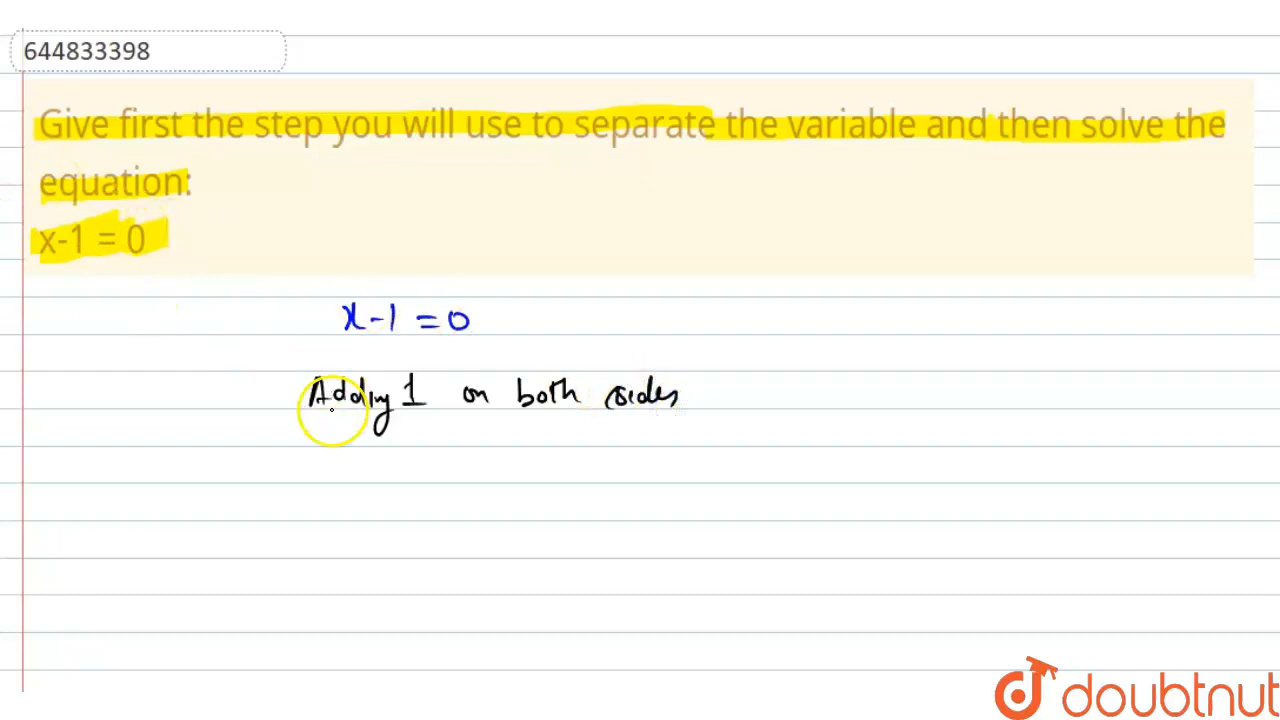 644833398
Give first the step you will use to separate the variable and then solve the
equation:
x-1 = 0
x-1 = 0
Adding 1 on both sides
doubtnut